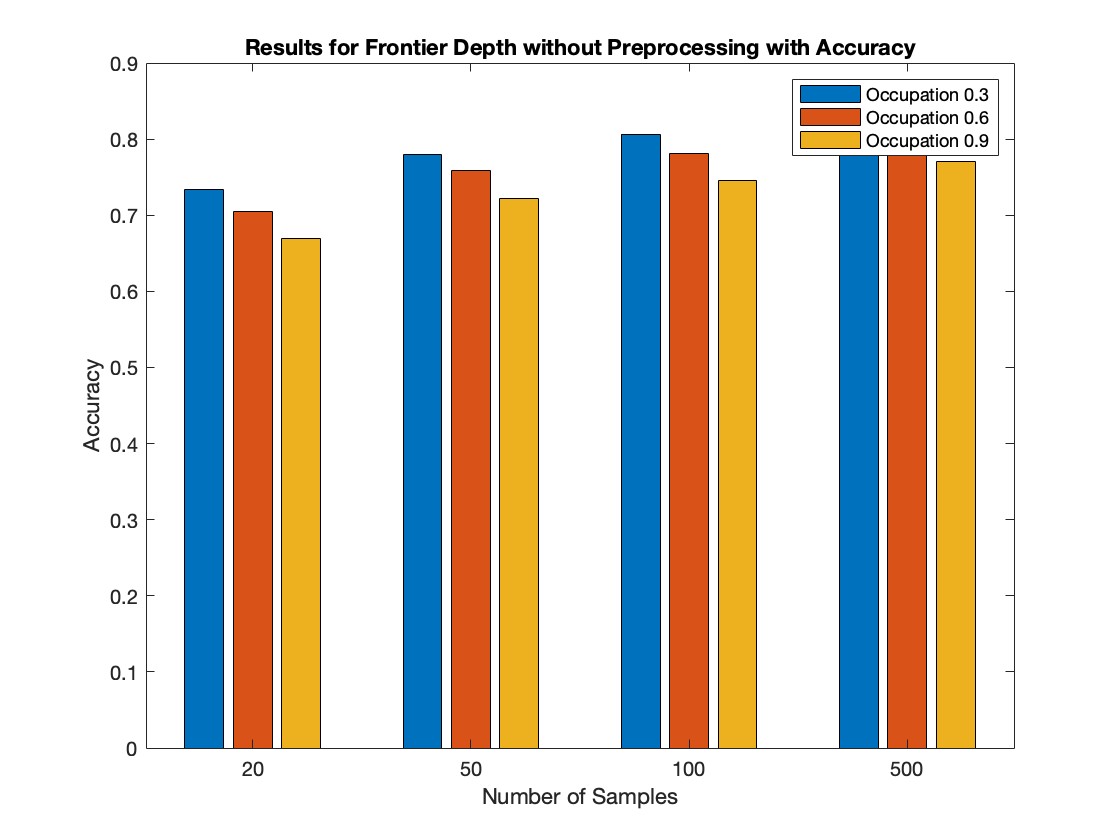 Results for Frontier Depth without Preprocessing with Accuracy
0.9
0.8
0.7
0.6
0.5
0.4
0.3
0.2
0.1
0
Accuracy
Occupation 0.3
Occupation 0.6
Occupation 0.9
20 50 100 500
Number of Samples